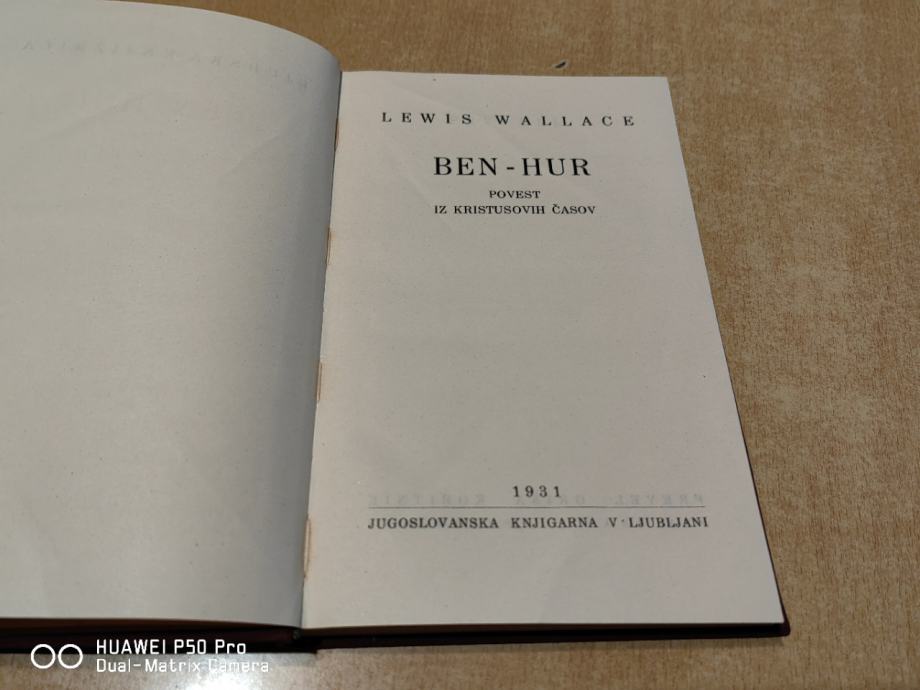 LEWIS WALLACE
BEN-HUR
POVEST
IZ KRISTUSOVIH ČASOV
1931
JUGOSLOVANSKA KNJIGARNA V LJUBLJANI
HUAWEI P50 Pro
Dual-Matrix Camera